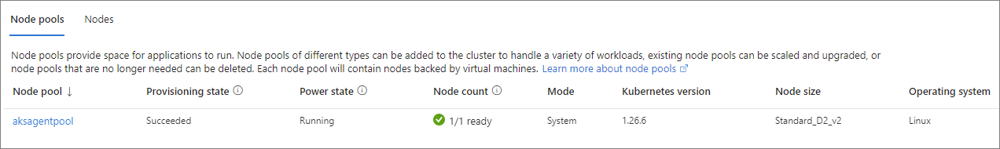 Node pools Nodes
Node pools provide space for applications to run. Node pools of different types can be added to the cluster to handle a variety of workloads, existing node pools can be scaled and upgraded, or
node pools that are no longer needed can be deleted. Each node pool will contain nodes backed by virtual machines. Learn more about node pools
Node pool ↓ Provisioning state Power state Node count Mode Kubernetes version Node size Operating system
aksagentpool Succeeded Running 1/1 ready System 1.26.6 Standard_D2_v2 Linux